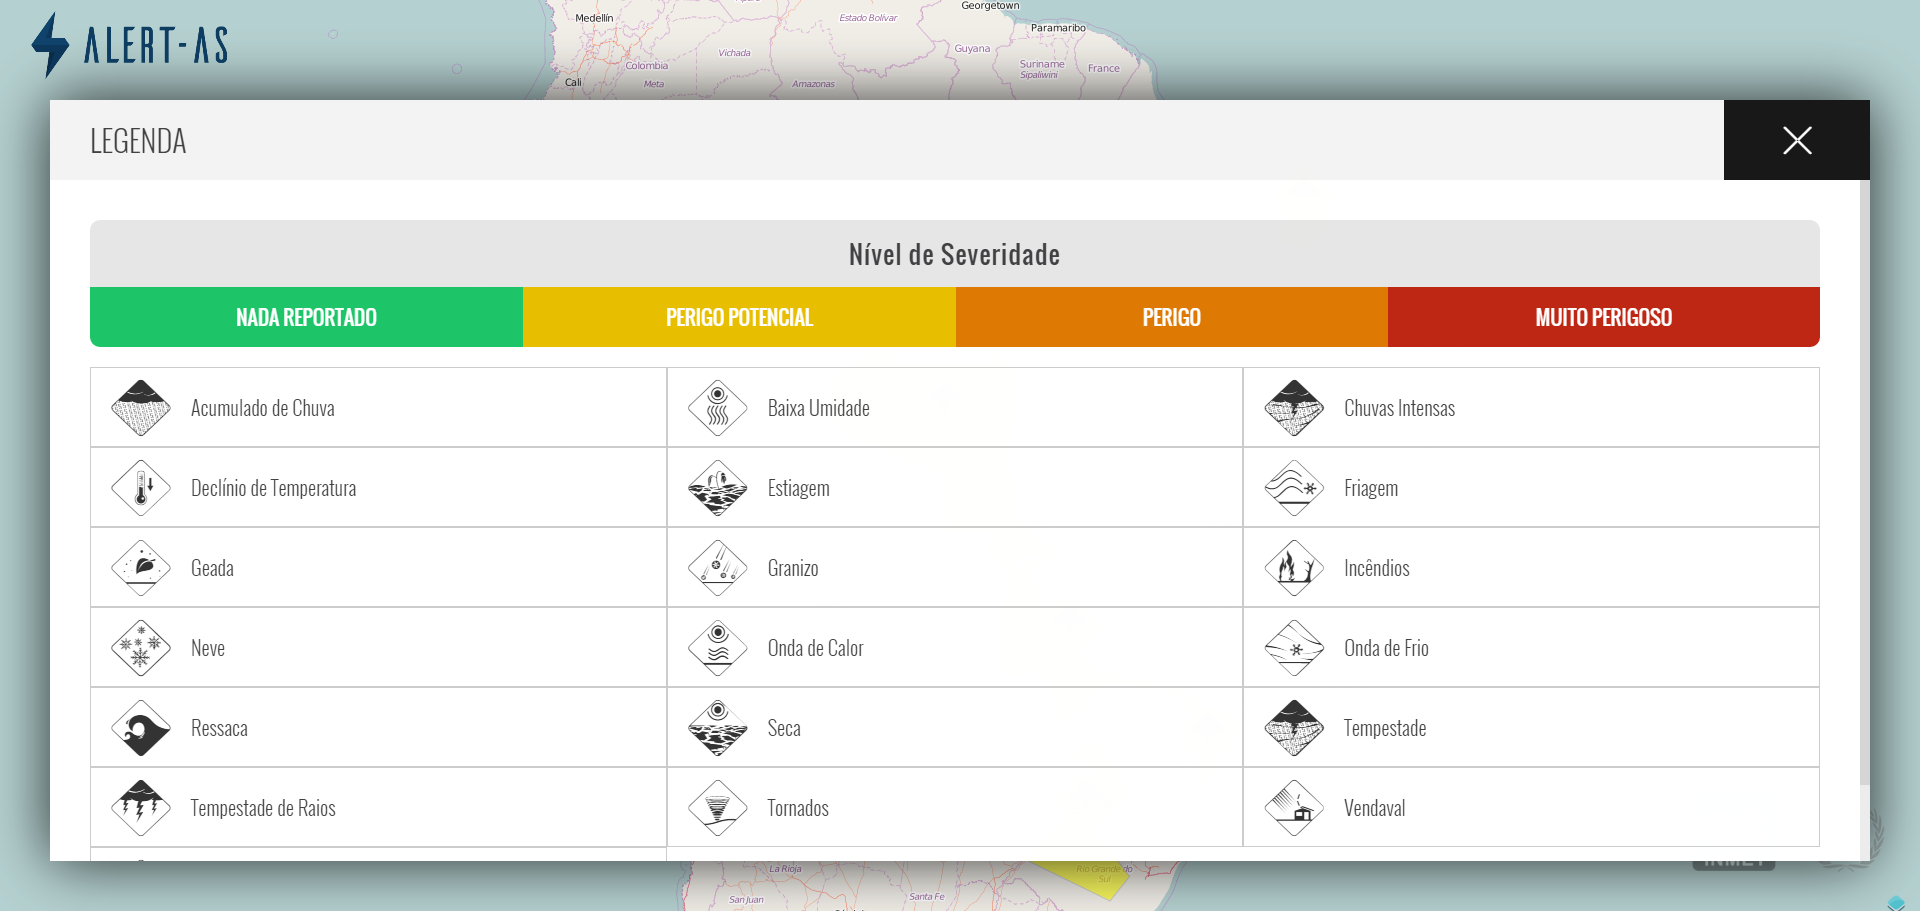 ALERT-AS
Medellín
Estado Bolívar
Georgetown
Paramaribo
Vichada
Guyana
Colombia
Suriname
Sipaliwini
France
Cali
Meta
Amazonas
LEGENDA
Nível de Severidade
NADA REPORTADO
PERIGO POTENCIAL
PERIGO
MUITO PERIGOSO
Acumulado de Chuva
Baixa Umidade
Chuvas Intensas
Declínio de Temperatura
Estiagem
Friagem
Geada
Granizo
Incêndios
Neve
Onda de Calor
Onda de Frio
Ressaca
Seca
Tempestade
Tempestade de Raios
Tornados
Vendaval
INMET
La Rioja
Rio Grande do
Sul
San Juan
Santa Fe